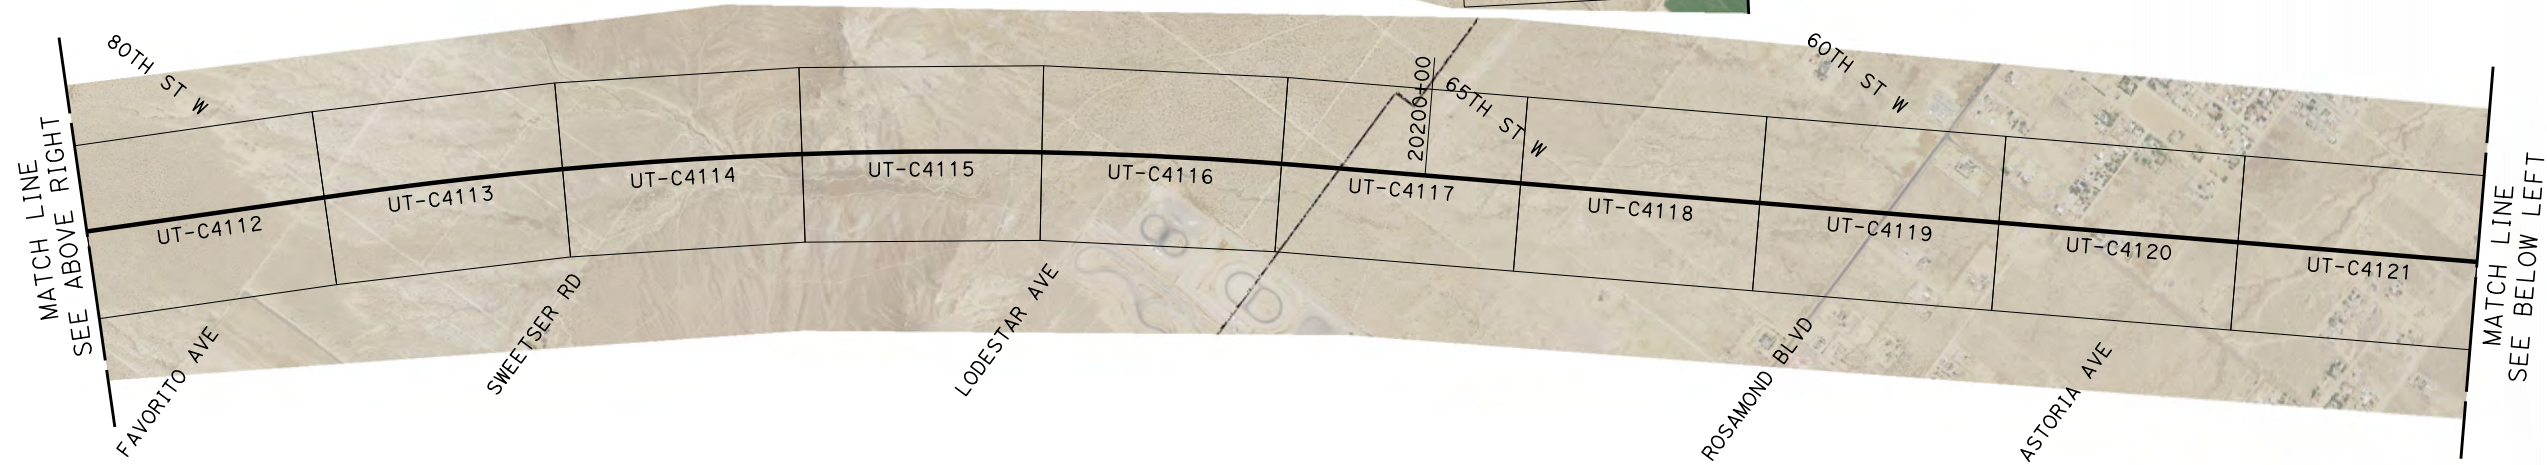 80TH ST W
20200+00
65TH ST W
60TH ST W
MATCH LINE
SEE ABOVE RIGHT
UT-C4112
UT-C4113
UT-C4114
UT-C4115
UT-C4116
UT-C4117
UT-C4118
UT-C4119
UT-C4120
UT-C4121
MATCH LINE
SEE BELOW LEFT
FAVORITO AVE
SWEETSER RD
LODESTAR AVE
ROSAMOND BLVD
ASTORIA AVE